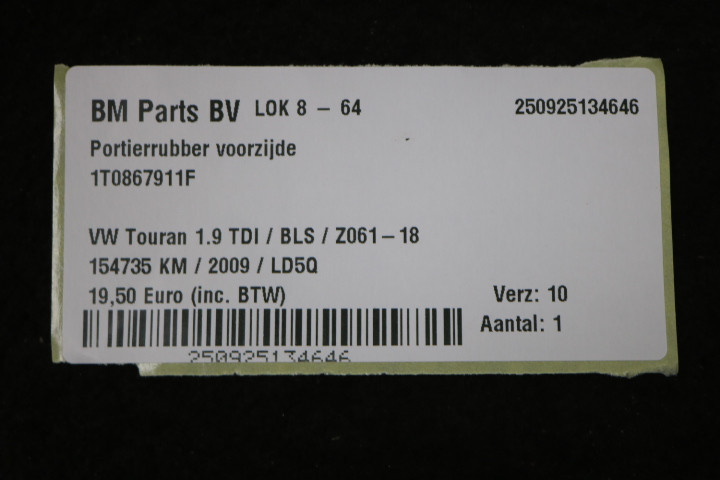 BM Parts BV LOK 8 - 64 250925134646
Portierrubber voorzijde
1T0867911F
VW Touran 1.9 TDI / BLS / Z061-18
154735 KM / 2009 / LD5Q
19,50 Euro (inc. BTW) Verz: 10
Aantal: 1
250925134646